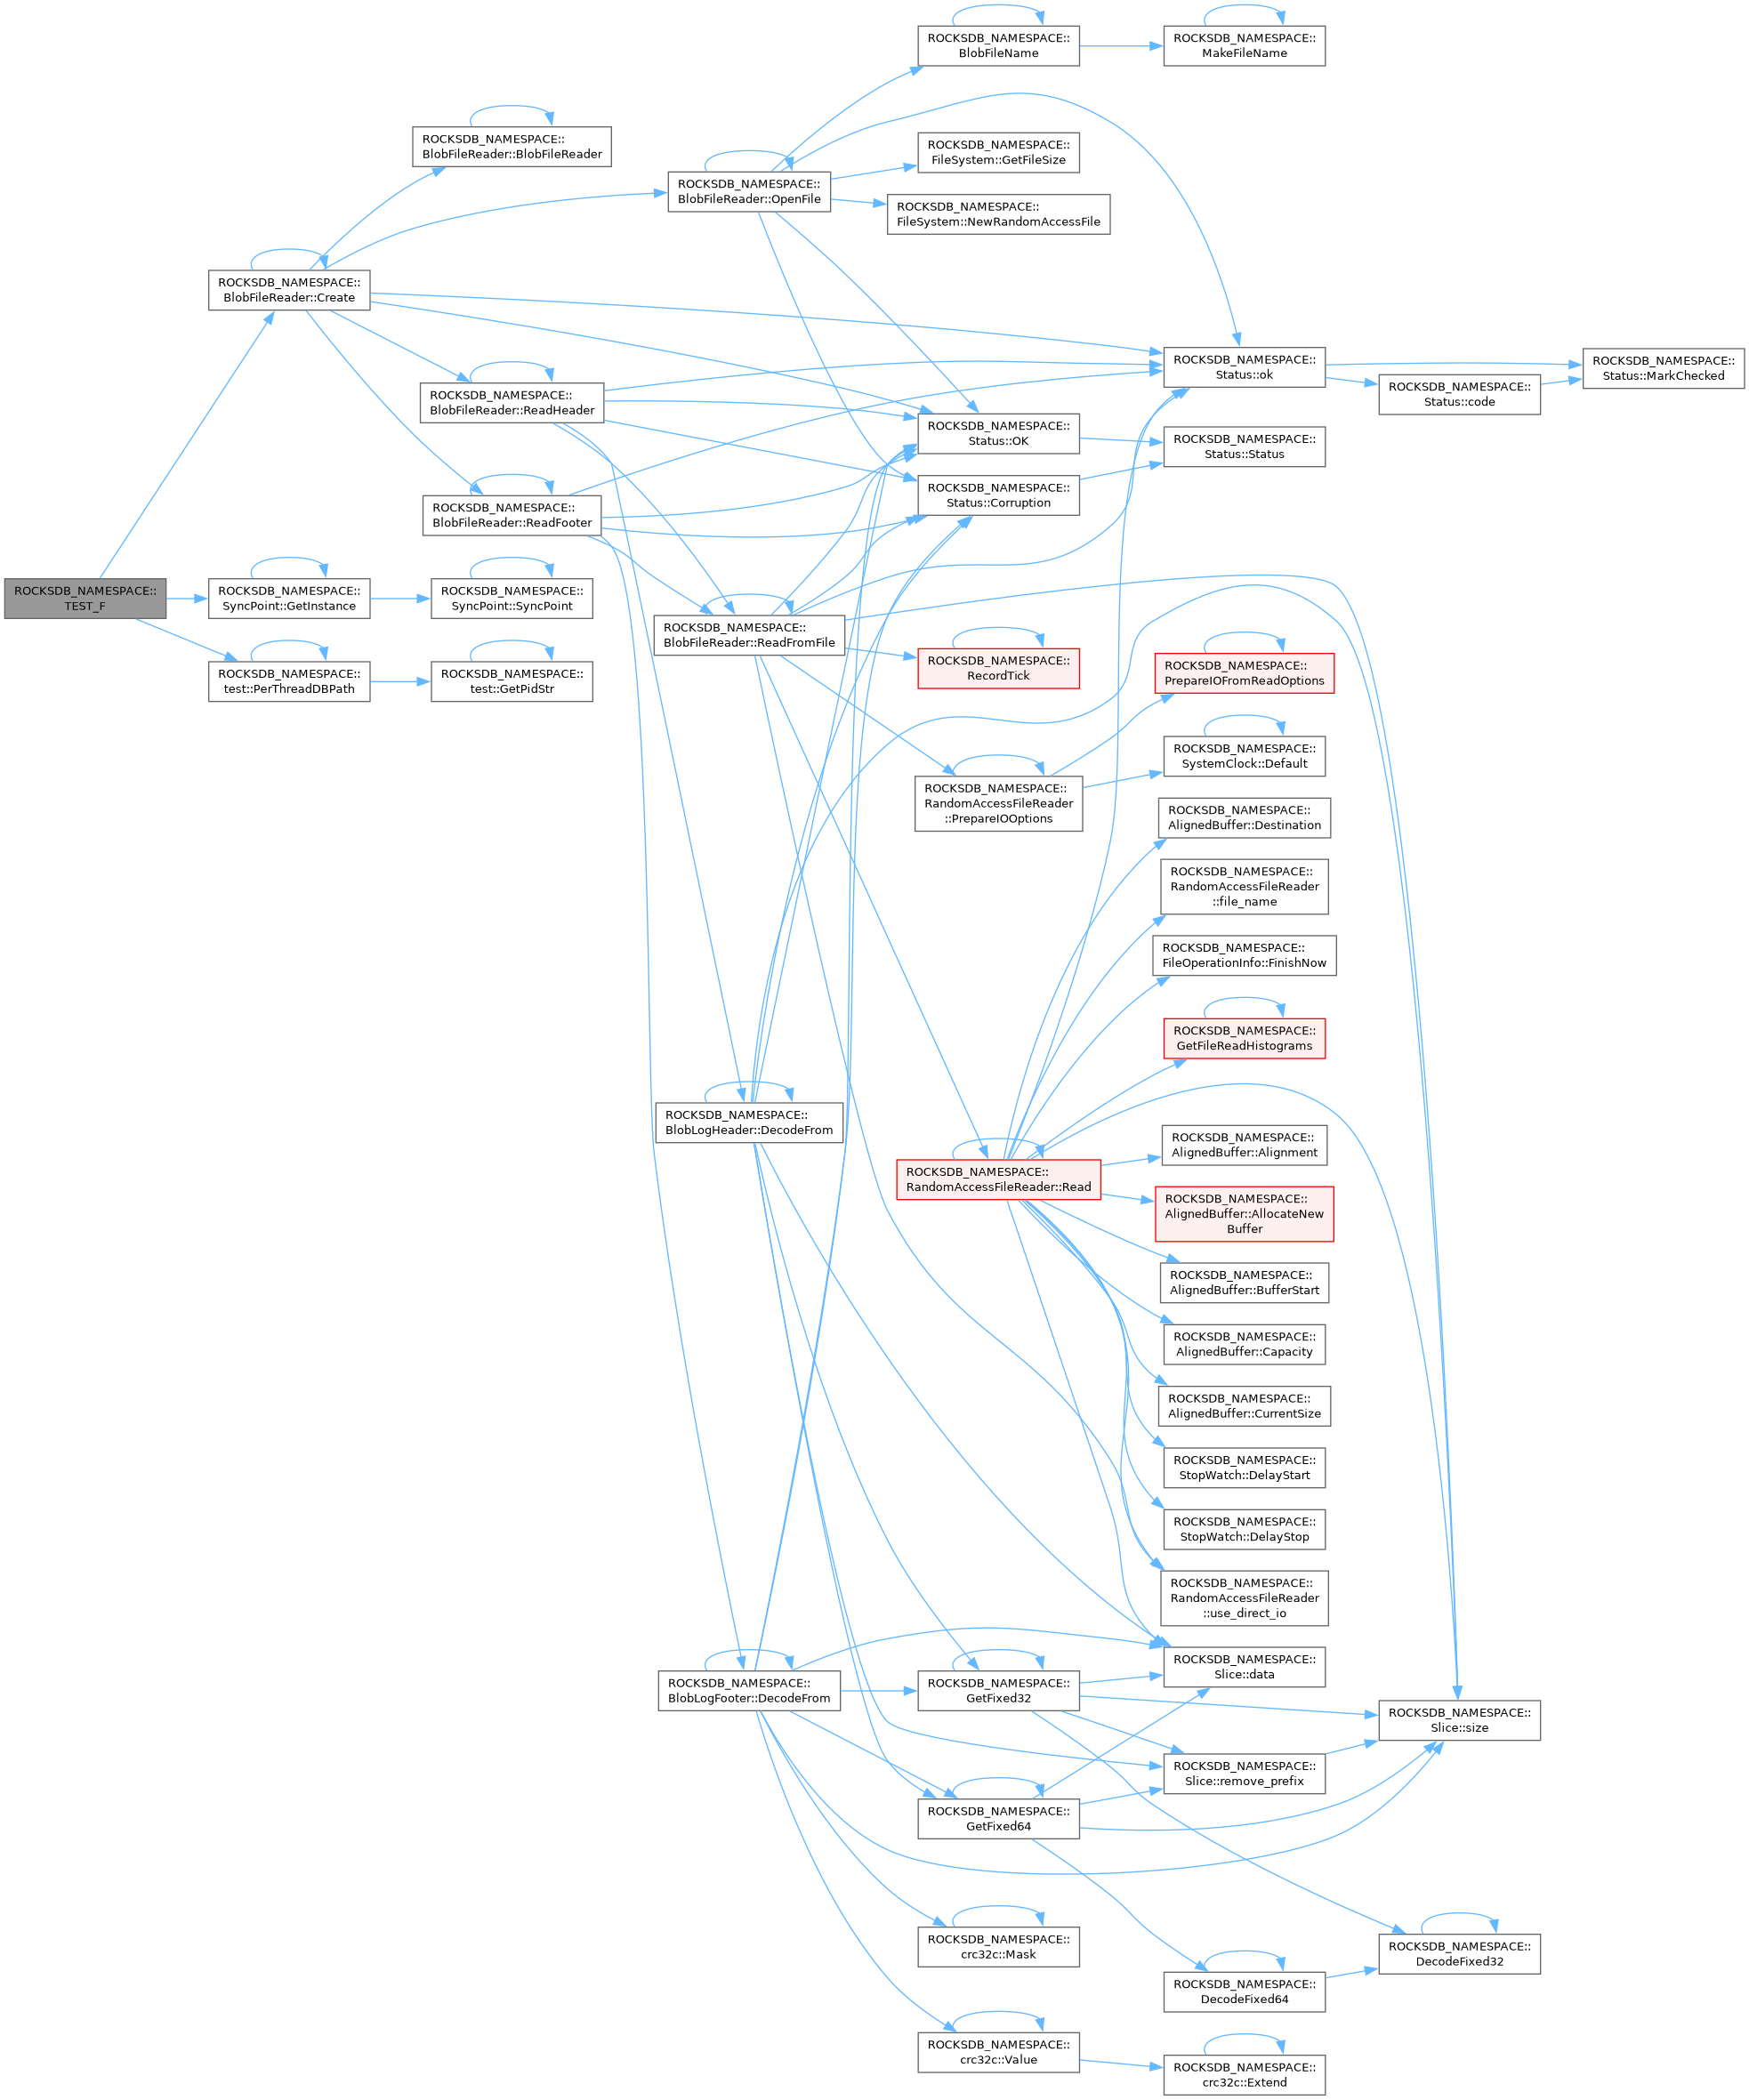 ROCKSDB_NAMESPACE::
TEST_F
ROCKSDB_NAMESPACE::
BlobFileReader::Create
ROCKSDB_NAMESPACE::
SyncPoint::GetInstance
ROCKSDB_NAMESPACE::
test::PerThreadDBPath
ROCKSDB_NAMESPACE::
BlobFileReader::BlobFileReader
ROCKSDB_NAMESPACE::
BlobFileReader::ReadHeader
ROCKSDB_NAMESPACE::
BlobFileReader::ReadFooter
ROCKSDB_NAMESPACE::
SyncPoint::SyncPoint
ROCKSDB_NAMESPACE::
test::GetPidStr
ROCKSDB_NAMESPACE::
BlobFileReader::OpenFile
ROCKSDB_NAMESPACE::
BlobFileReader::ReadFromFile
ROCKSDB_NAMESPACE::
BlobLogHeader::DecodeFrom
ROCKSDB_NAMESPACE::
BlobLogFooter::DecodeFrom
ROCKSDB_NAMESPACE::
BlobFileName
ROCKSDB_NAMESPACE::
FileSystem::GetFileSize
ROCKSDB_NAMESPACE::
FileSystem::NewRandomAccessFile
ROCKSDB_NAMESPACE::
Status::OK
ROCKSDB_NAMESPACE::
Status::Corruption
ROCKSDB_NAMESPACE::
RecordTick
ROCKSDB_NAMESPACE::
RandomAccessFileReader
::PrepareIOOptions
ROCKSDB_NAMESPACE::
RandomAccessFileReader::Read
ROCKSDB_NAMESPACE::
GetFixed32
ROCKSDB_NAMESPACE::
GetFixed64
ROCKSDB_NAMESPACE::
crc32c::Mask
ROCKSDB_NAMESPACE::
crc32c::Value
ROCKSDB_NAMESPACE::
MakeFileName
ROCKSDB_NAMESPACE::
Status::ok
ROCKSDB_NAMESPACE::
Status::Status
ROCKSDB_NAMESPACE::
PrepareIOFromReadOptions
ROCKSDB_NAMESPACE::
SystemClock::Default
ROCKSDB_NAMESPACE::
AlignedBuffer::Destination
ROCKSDB_NAMESPACE::
RandomAccessFileReader
::file_name
ROCKSDB_NAMESPACE::
FileOperationInfo::FinishNow
ROCKSDB_NAMESPACE::
GetFileReadHistograms
ROCKSDB_NAMESPACE::
AlignedBuffer::Alignment
ROCKSDB_NAMESPACE::
AlignedBuffer::AllocateNew
Buffer
ROCKSDB_NAMESPACE::
AlignedBuffer::BufferStart
ROCKSDB_NAMESPACE::
AlignedBuffer::Capacity
ROCKSDB_NAMESPACE::
AlignedBuffer::CurrentSize
ROCKSDB_NAMESPACE::
StopWatch::DelayStart
ROCKSDB_NAMESPACE::
StopWatch::DelayStop
ROCKSDB_NAMESPACE::
RandomAccessFileReader
::use_direct_io
ROCKSDB_NAMESPACE::
Slice::data
ROCKSDB_NAMESPACE::
Slice::remove_prefix
ROCKSDB_NAMESPACE::
DecodeFixed64
ROCKSDB_NAMESPACE::
crc32c::Extend
ROCKSDB_NAMESPACE::
Status::code
ROCKSDB_NAMESPACE::
Slice::size
ROCKSDB_NAMESPACE::
DecodeFixed32
ROCKSDB_NAMESPACE::
Status::MarkChecked